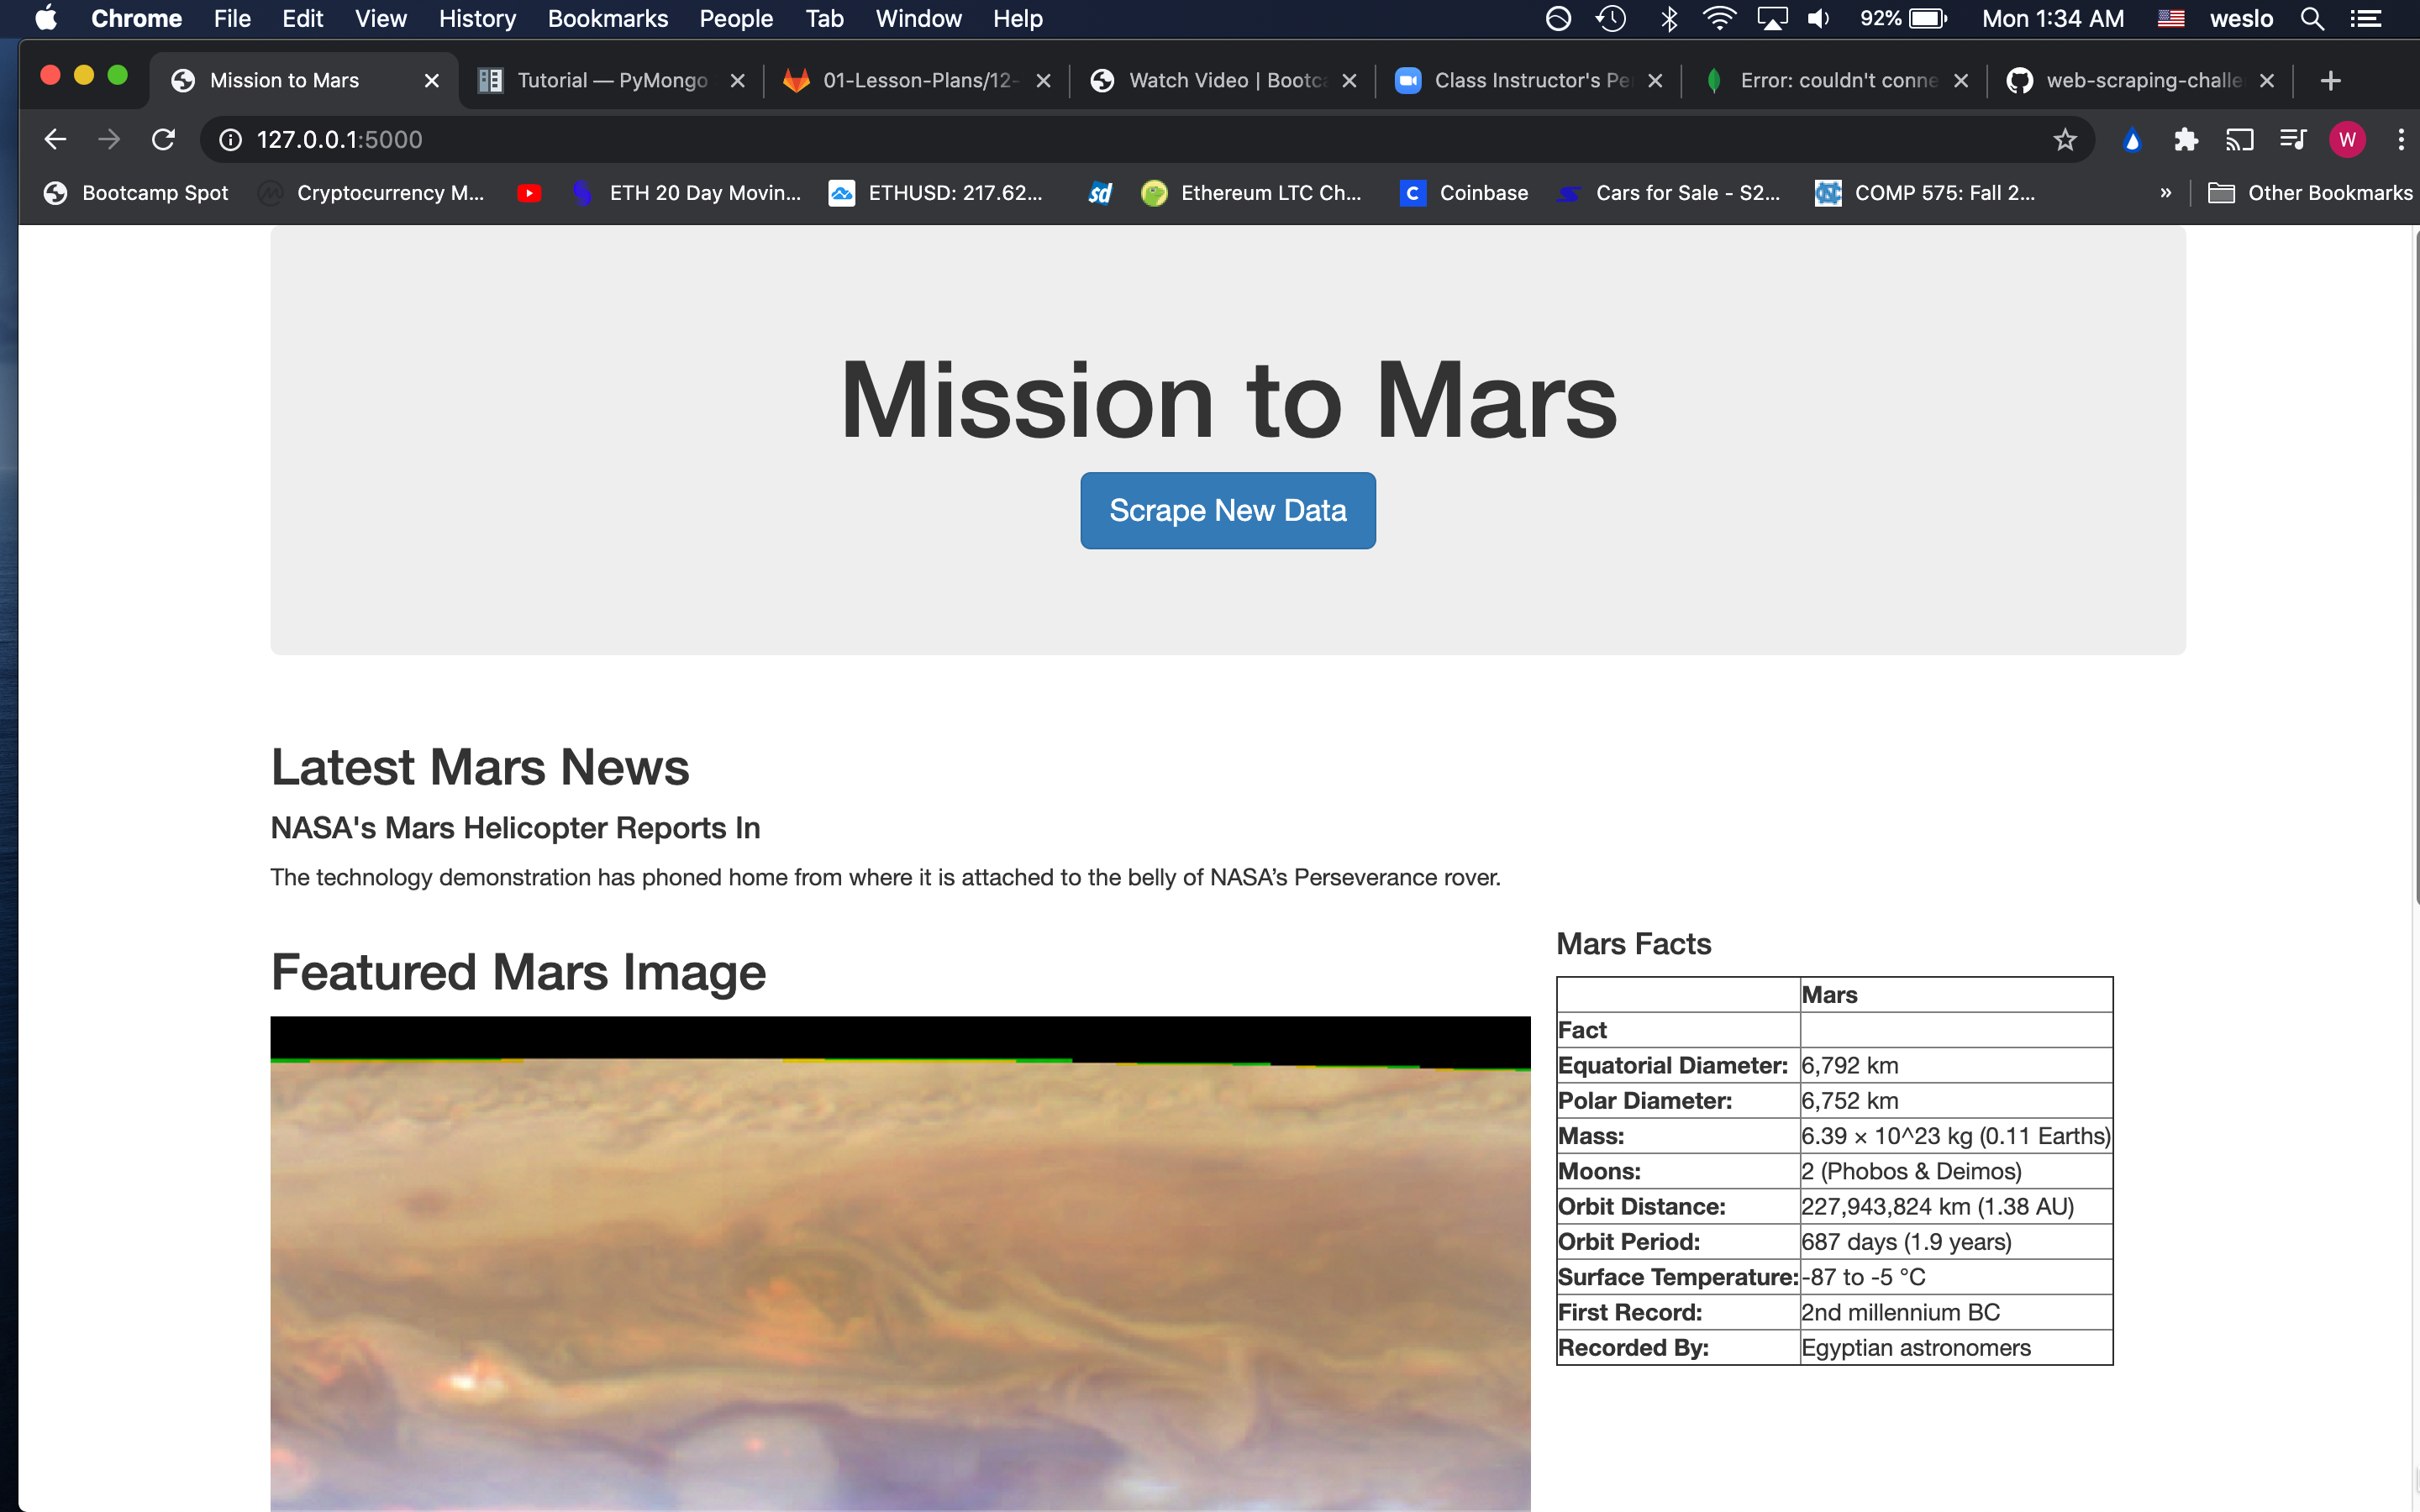 Chrome File Edit View History Bookmarks People Tab Window Help 92% Mon 1:34 AM weslo
Mission to Mars Tutorial — PyMongo 01-Lesson-Plans/12- Watch Video | Bootca Class Instructor's Pe Error: couldn't conne web-scraping-challe
127.0.0.1:5000 W
Bootcamp Spot Cryptocurrency M... ETH 20 Day Movin... ETHUSD: 217.62... sd Ethereum LTC Ch... C Coinbase Cars for Sale - S2... COMP 575: Fall 2... » Other Bookmarks
Mission to Mars
Scrape New Data
Latest Mars News
NASA's Mars Helicopter Reports In
The technology demonstration has phoned home from where it is attached to the belly of NASA’s Perseverance rover.
Featured Mars Image
Mars Facts
Mars
Fact
Equatorial Diameter: 6,792 km
Polar Diameter: 6,752 km
Mass: 6.39 × 10^23 kg (0.11 Earths)
Moons: 2 (Phobos & Deimos)
Orbit Distance: 227,943,824 km (1.38 AU)
Orbit Period: 687 days (1.9 years)
Surface Temperature: -87 to -5 °C
First Record: 2nd millennium BC
Recorded By: Egyptian astronomers